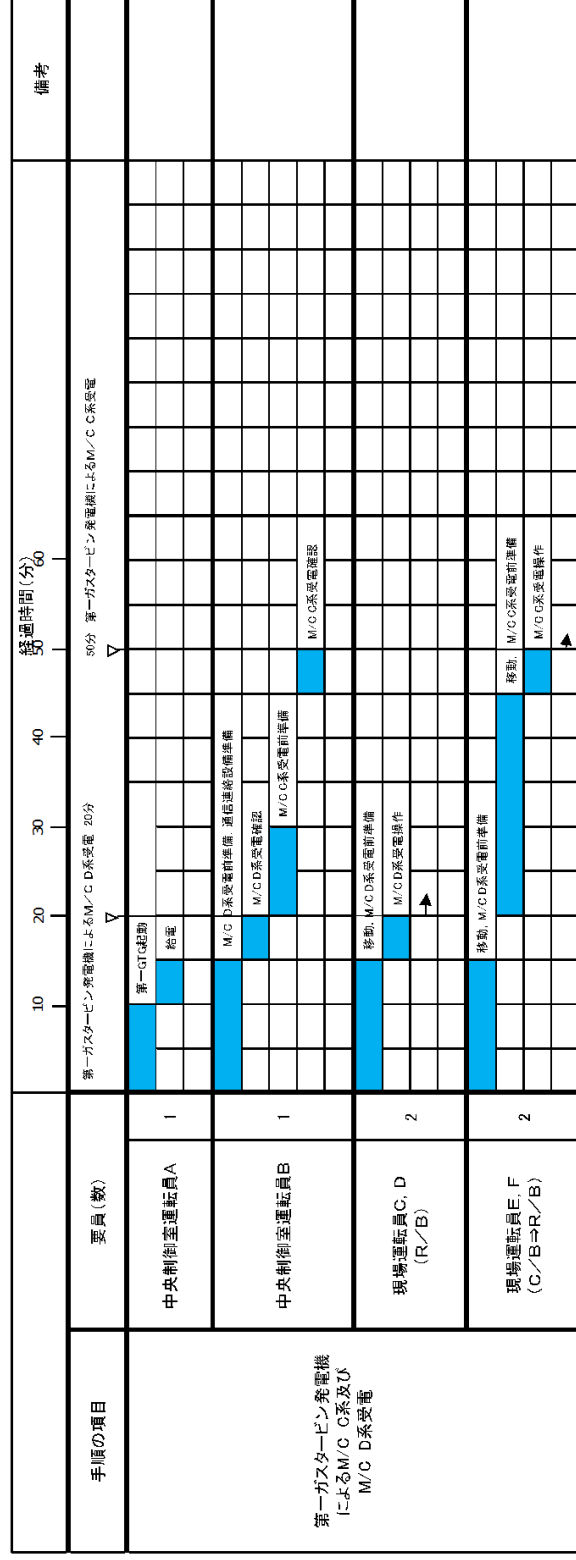 経過時間(分)
備考
10
20
30
40
50
60
手順の項目
要員(数)
第一ガスタービン発電機によるM/C D系受電 20分
50分 第一ガスタービン発電機によるM/C C系受電
第一ガスタービン発電機
によるM/C C系及び
M/C D系受電
中央制御室運転員A
1
第一GTG起動
給電
中央制御室運転員B
1
M/C D系受電前準備, 通信連絡設備準備
M/C D系受電確認
M/C C系受電前準備
M/C C系受電確認
現場運転員C, D
(R/B)
2
移動, M/C D系受電前準備
M/C D系受電操作
現場運転員E, F
(C/B⇒R/B)
2
移動, M/C D系受電前準備
移動, M/C C系受電前準備
M/C C系受電操作